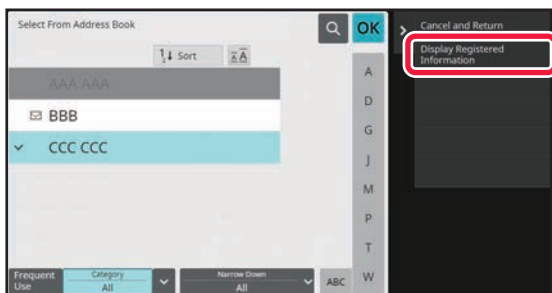 Select From Address Book
OK
Cancel and Return
Display Registered
Information
Sort
AAA AAA
BBB
CCC CCC
A
D
G
J
M
P
T
W
Frequent
Use
Category
All
Narrow Down
All
ABC